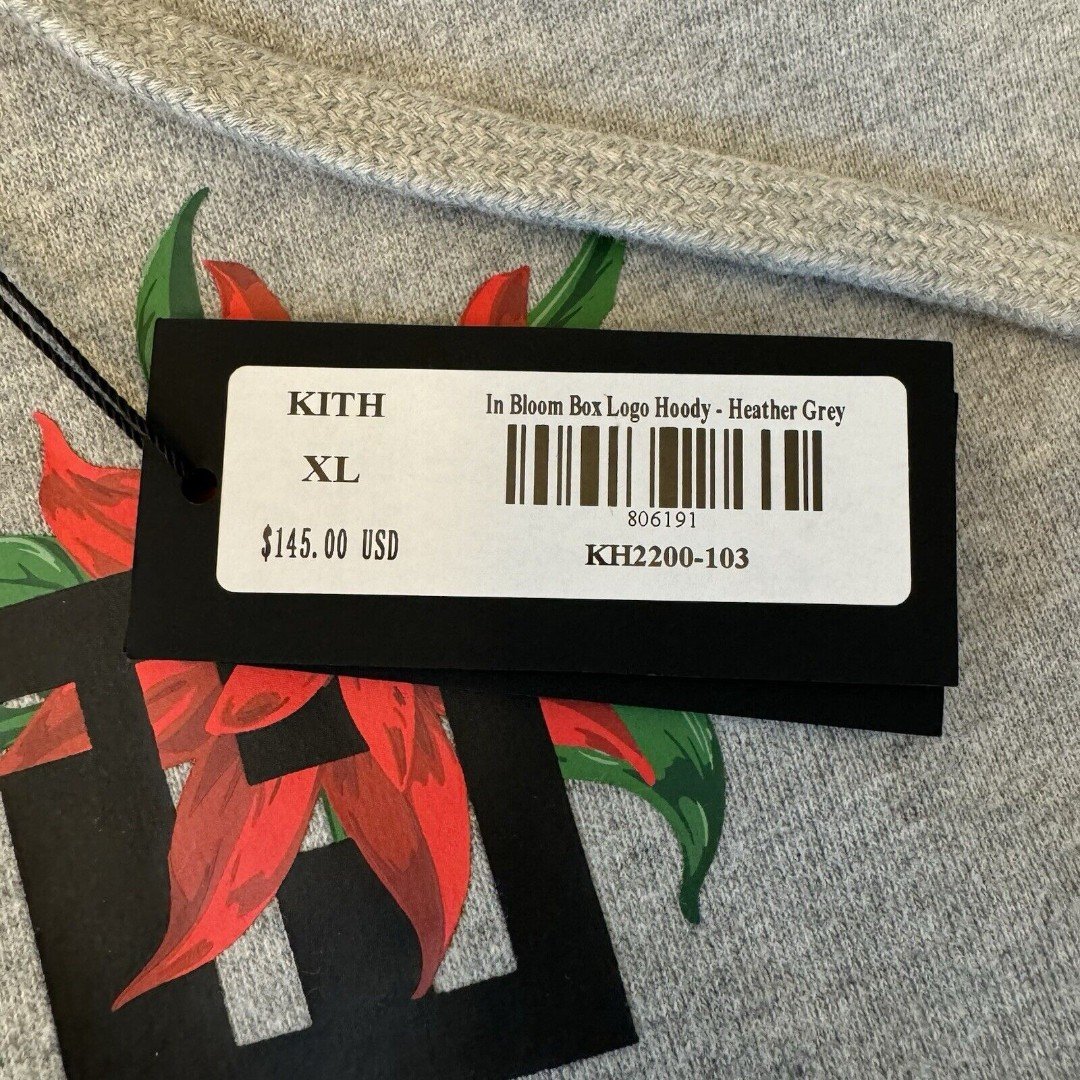 KITH
XL
$145.00 USD
In Bloom Box Logo Hoody - Heather Grey
806191
KH2200-103